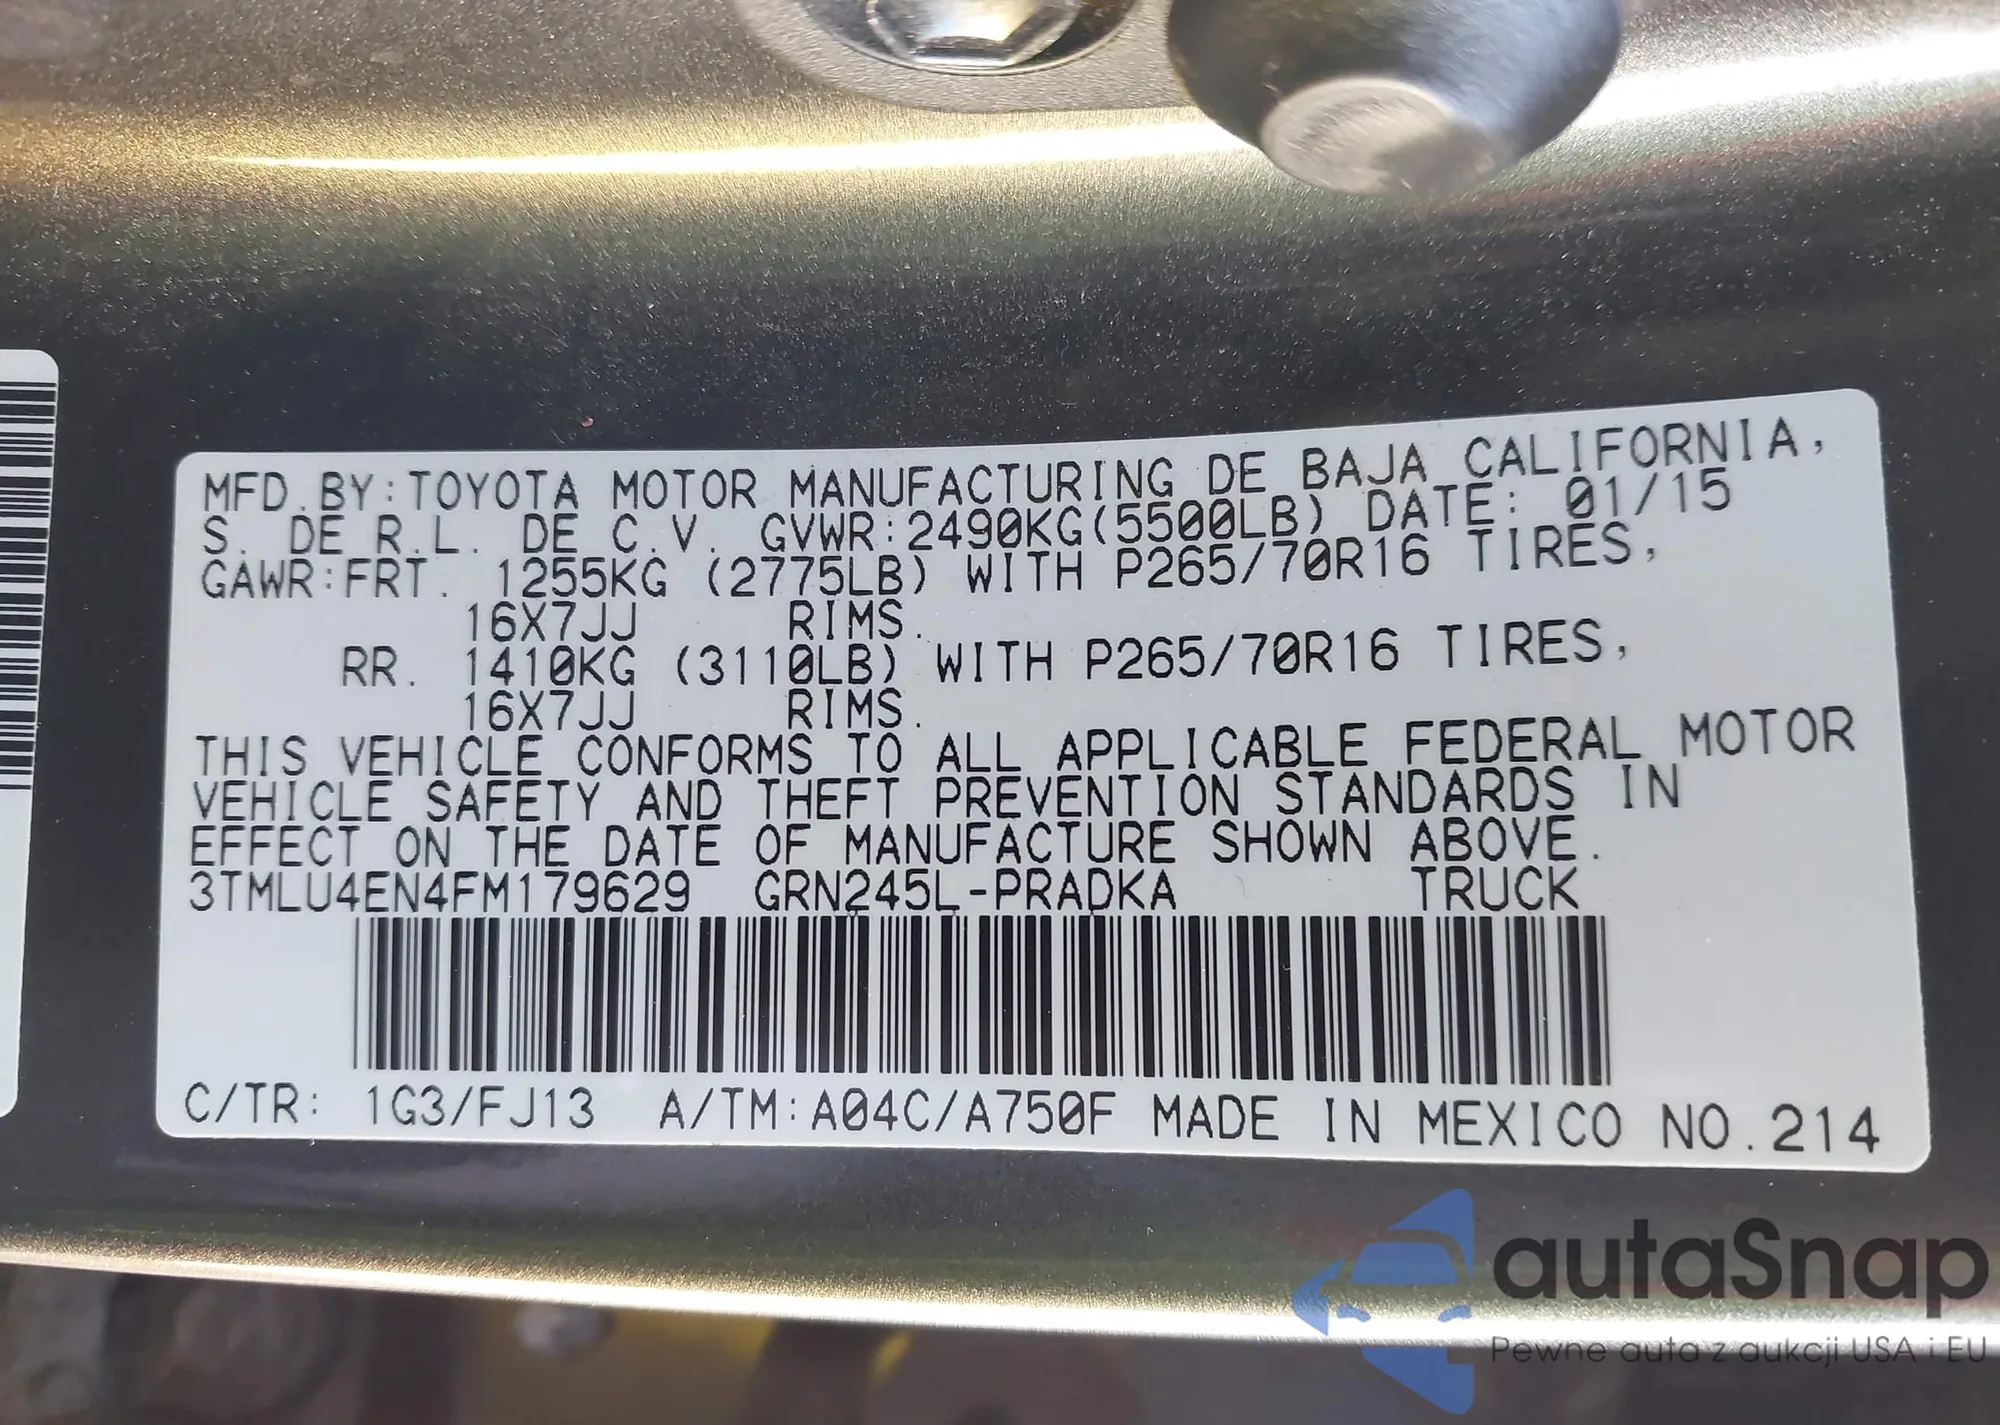 MFD.BY:TOYOTA MOTOR MANUFACTURING DE BAJA CALIFORNIA,
S. DE R.L. DE C.V. GVWR:2490KG(5500LB) DATE: 01/15
GAWR:FRT. 1255KG (2775LB) WITH P265/70R16 TIRES,
16X7JJ RIMS.
RR. 1410KG (3110LB) WITH P265/70R16 TIRES,
16X7JJ RIMS.
THIS VEHICLE CONFORMS TO ALL APPLICABLE FEDERAL MOTOR
VEHICLE SAFETY AND THEFT PREVENTION STANDARDS IN
EFFECT ON THE DATE OF MANUFACTURE SHOWN ABOVE.
3TMLU4EN4FM179629 GRN245L-PRADKA TRUCK
C/TR: 1G3/FJ13 A/TM:A04C/A750F MADE IN MEXICO NO.214
autaSnap
Pewne auta z aukcji USA i EU